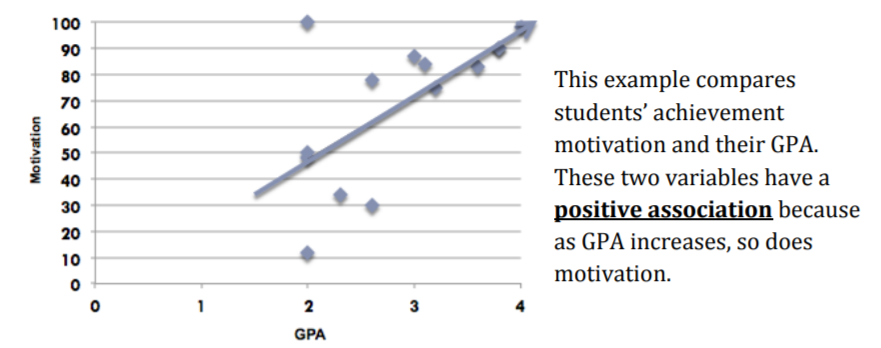 100
90
80
70
60
50
40
30
20
10
0
Motivation
0 1 2 3 4
GPA
This example compares
students’ achievement
motivation and their GPA.
These two variables have a
positive association because
as GPA increases, so does
motivation.